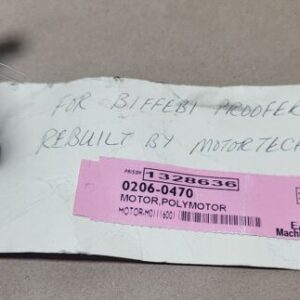 FOR BIFFEBI PROOFER
REBUILT BY MOTORTECH
1328636
0206-0470
MOTOR,POLYMOTOR